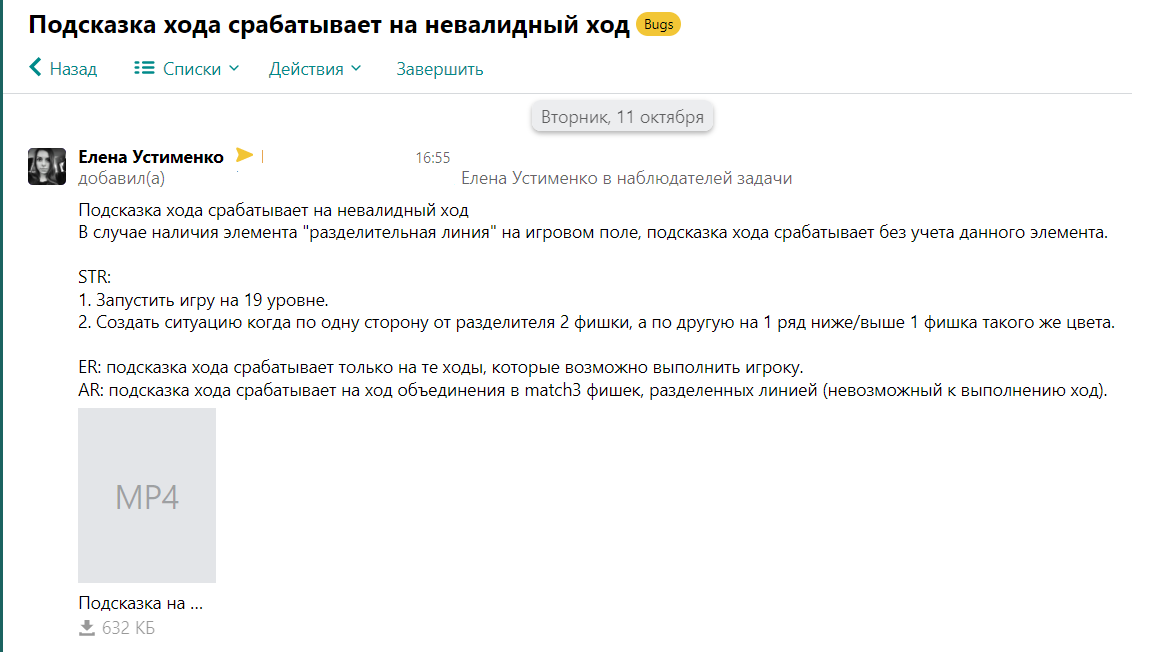 Подсказка хода срабатывает на невалидный ход Bugs
Назад Списки Действия Завершить
Вторник, 11 октября
Елена Устименко 16:55
добавил(а) Елена Устименко в наблюдателей задачи
Подсказка хода срабатывает на невалидный ход
В случае наличия элемента "разделительная линия" на игровом поле, подсказка хода срабатывает без учета данного элемента.
STR:
1. Запустить игру на 19 уровне.
2. Создать ситуацию когда по одну сторону от разделителя 2 фишки, а по другую на 1 ряд ниже/выше 1 фишка такого же цвета.
ER: подсказка хода срабатывает только на те ходы, которые возможно выполнить игроку.
AR: подсказка хода срабатывает на ход объединения в match3 фишек, разделенных линией (невозможный к выполнению ход).
MP4
Подсказка на ...
632 КБ